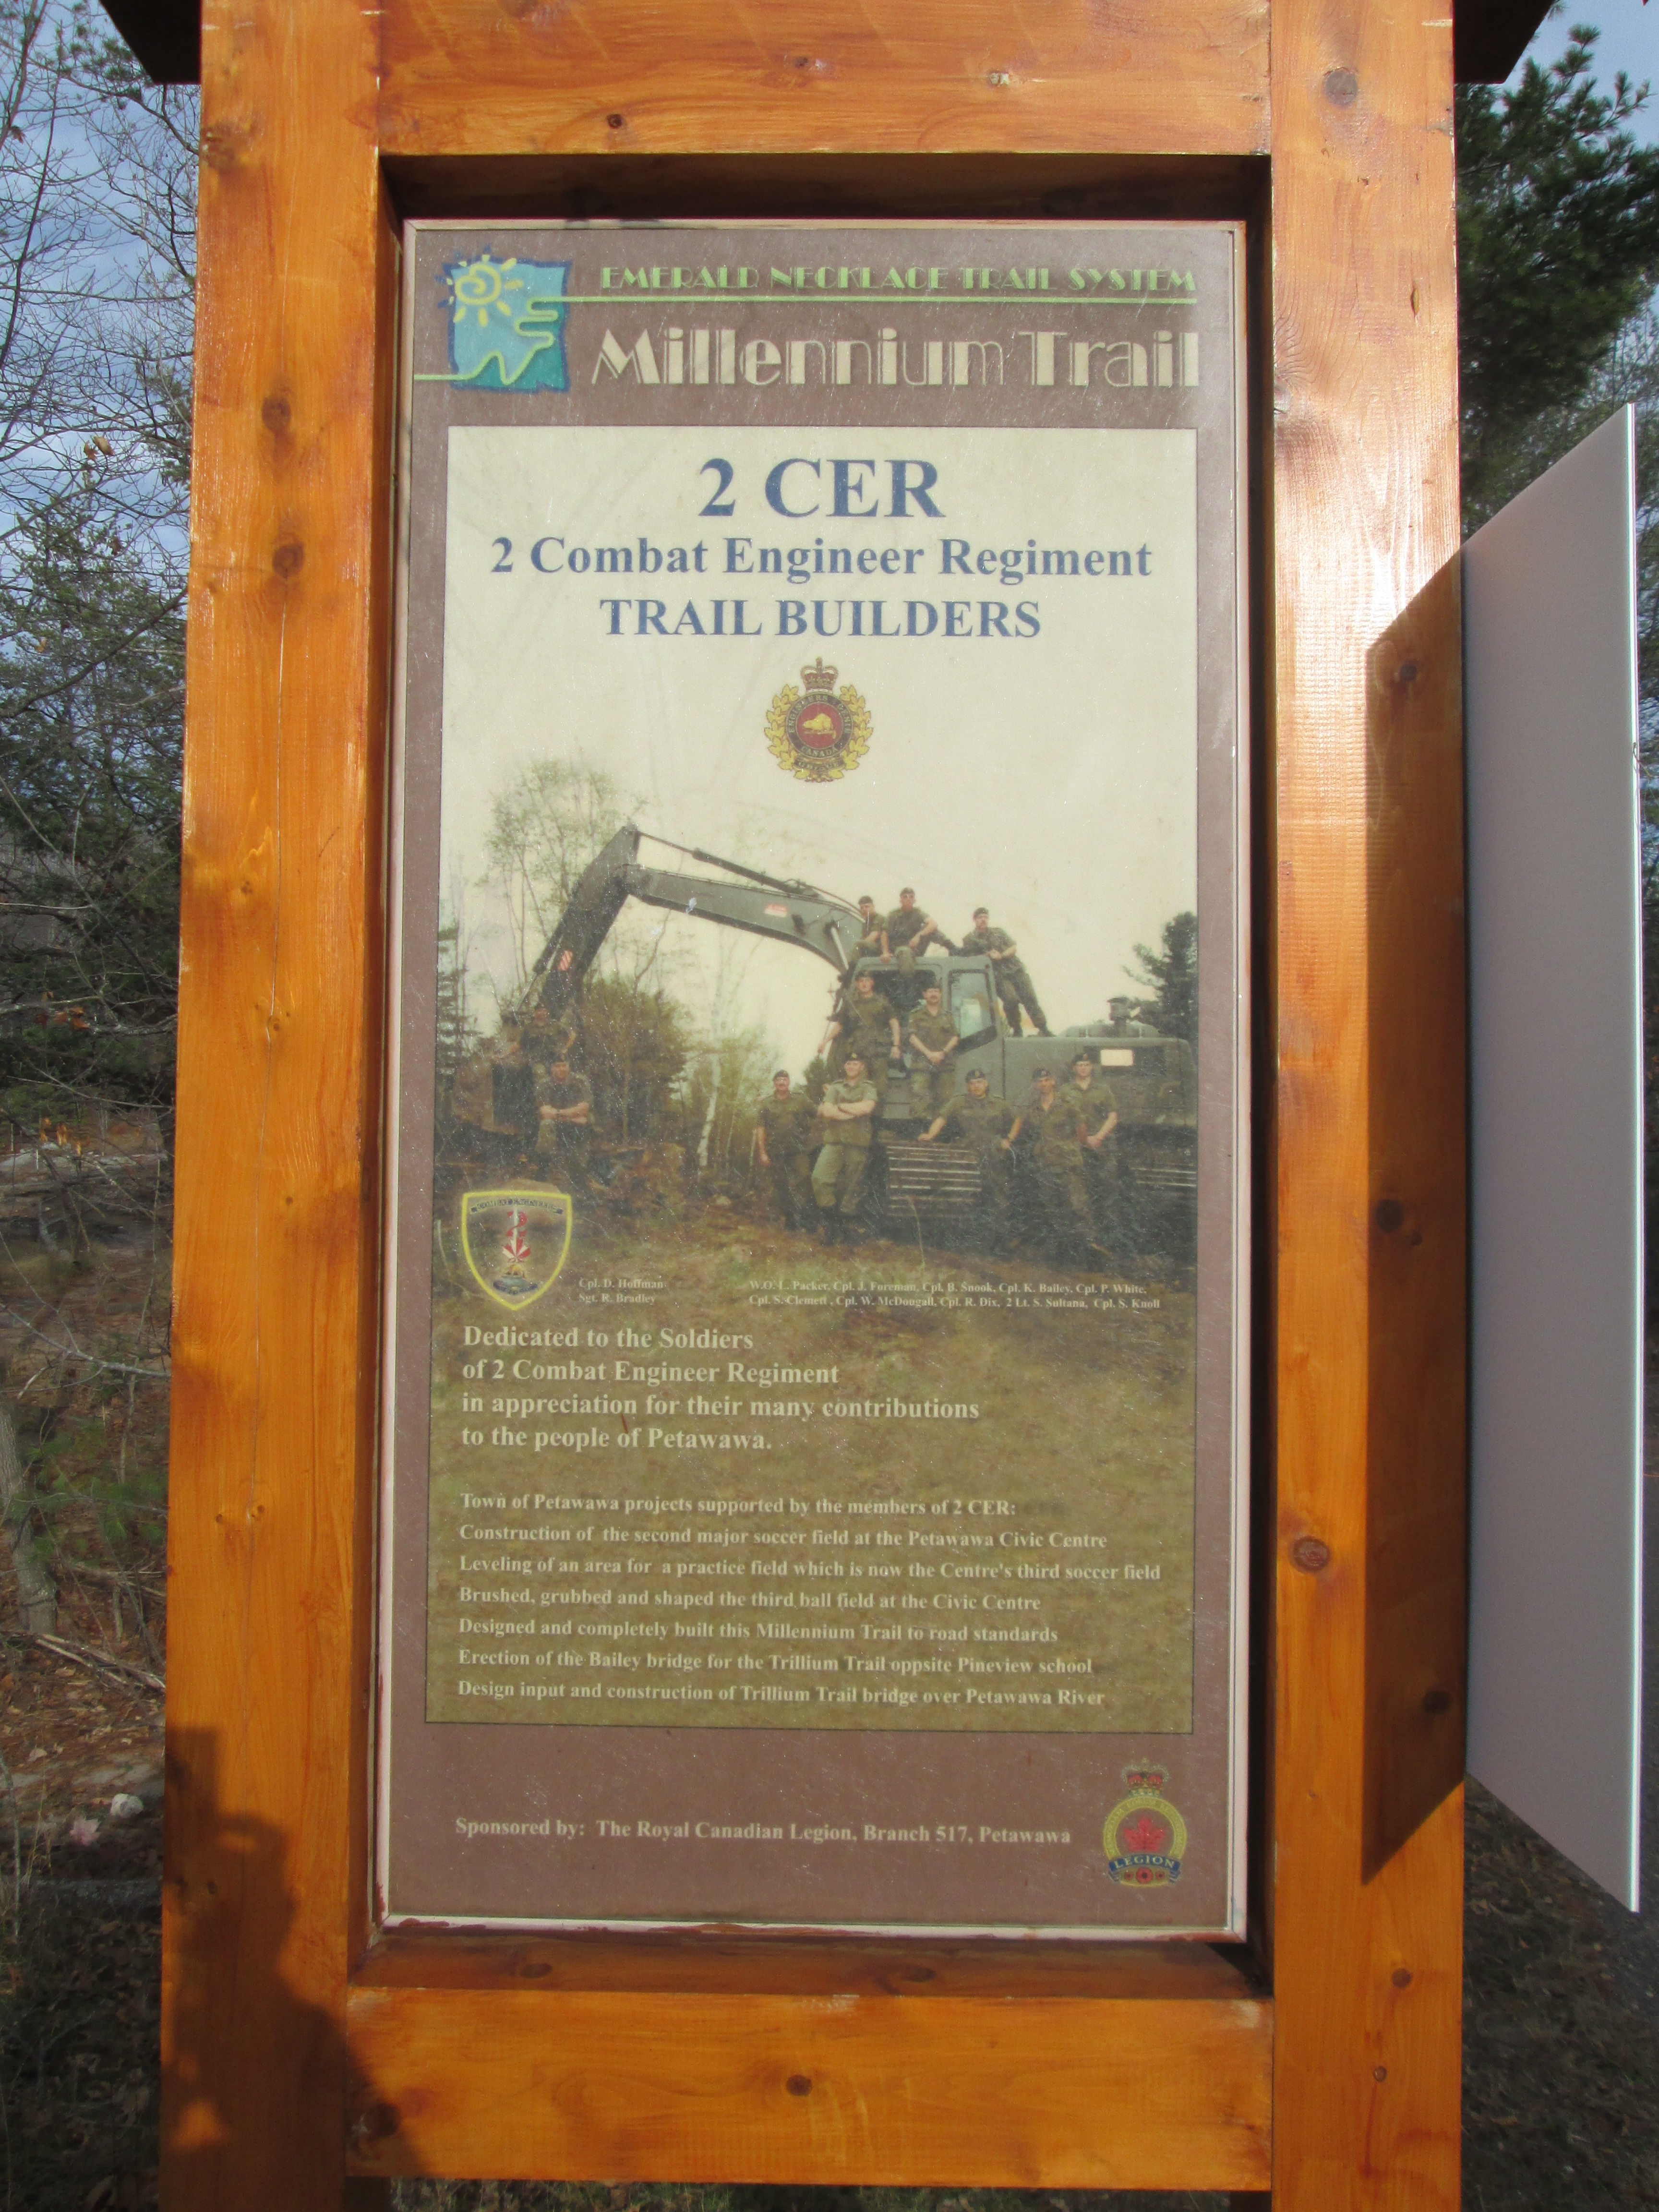 EMERALD NECKLACE TRAIL SYSTEM
Millennium Trail
2 CER
2 Combat Engineer Regiment
TRAIL BUILDERS
CANADA
Cpl. D. Hoffman
Sgt. R. Bradley
W.O. L. Packer, Cpl. J. Foreman, Cpl. B. Snook, Cpl. K. Bailey, Cpl. P. White,
Cpl. S. Clemett , Cpl. W. McDougall, Cpl. R. Dix, 2 Lt. S. Sultana, Cpl. S. Knoll
Dedicated to the Soldiers
of 2 Combat Engineer Regiment
in appreciation for their many contributions
to the people of Petawawa.
Town of Petawawa projects supported by the members of 2 CER:
Construction of the second major soccer field at the Petawawa Civic Centre
Leveling of an area for a practice field which is now the Centre's third soccer field
Brushed, grubbed and shaped the third ball field at the Civic Centre
Designed and completely built this Millennium Trail to road standards
Erection of the Bailey bridge for the Trillium Trail oppsite Pineview school
Design input and construction of Trillium Trail bridge over Petawawa River
Sponsored by: The Royal Canadian Legion, Branch 517, Petawawa
LEGION